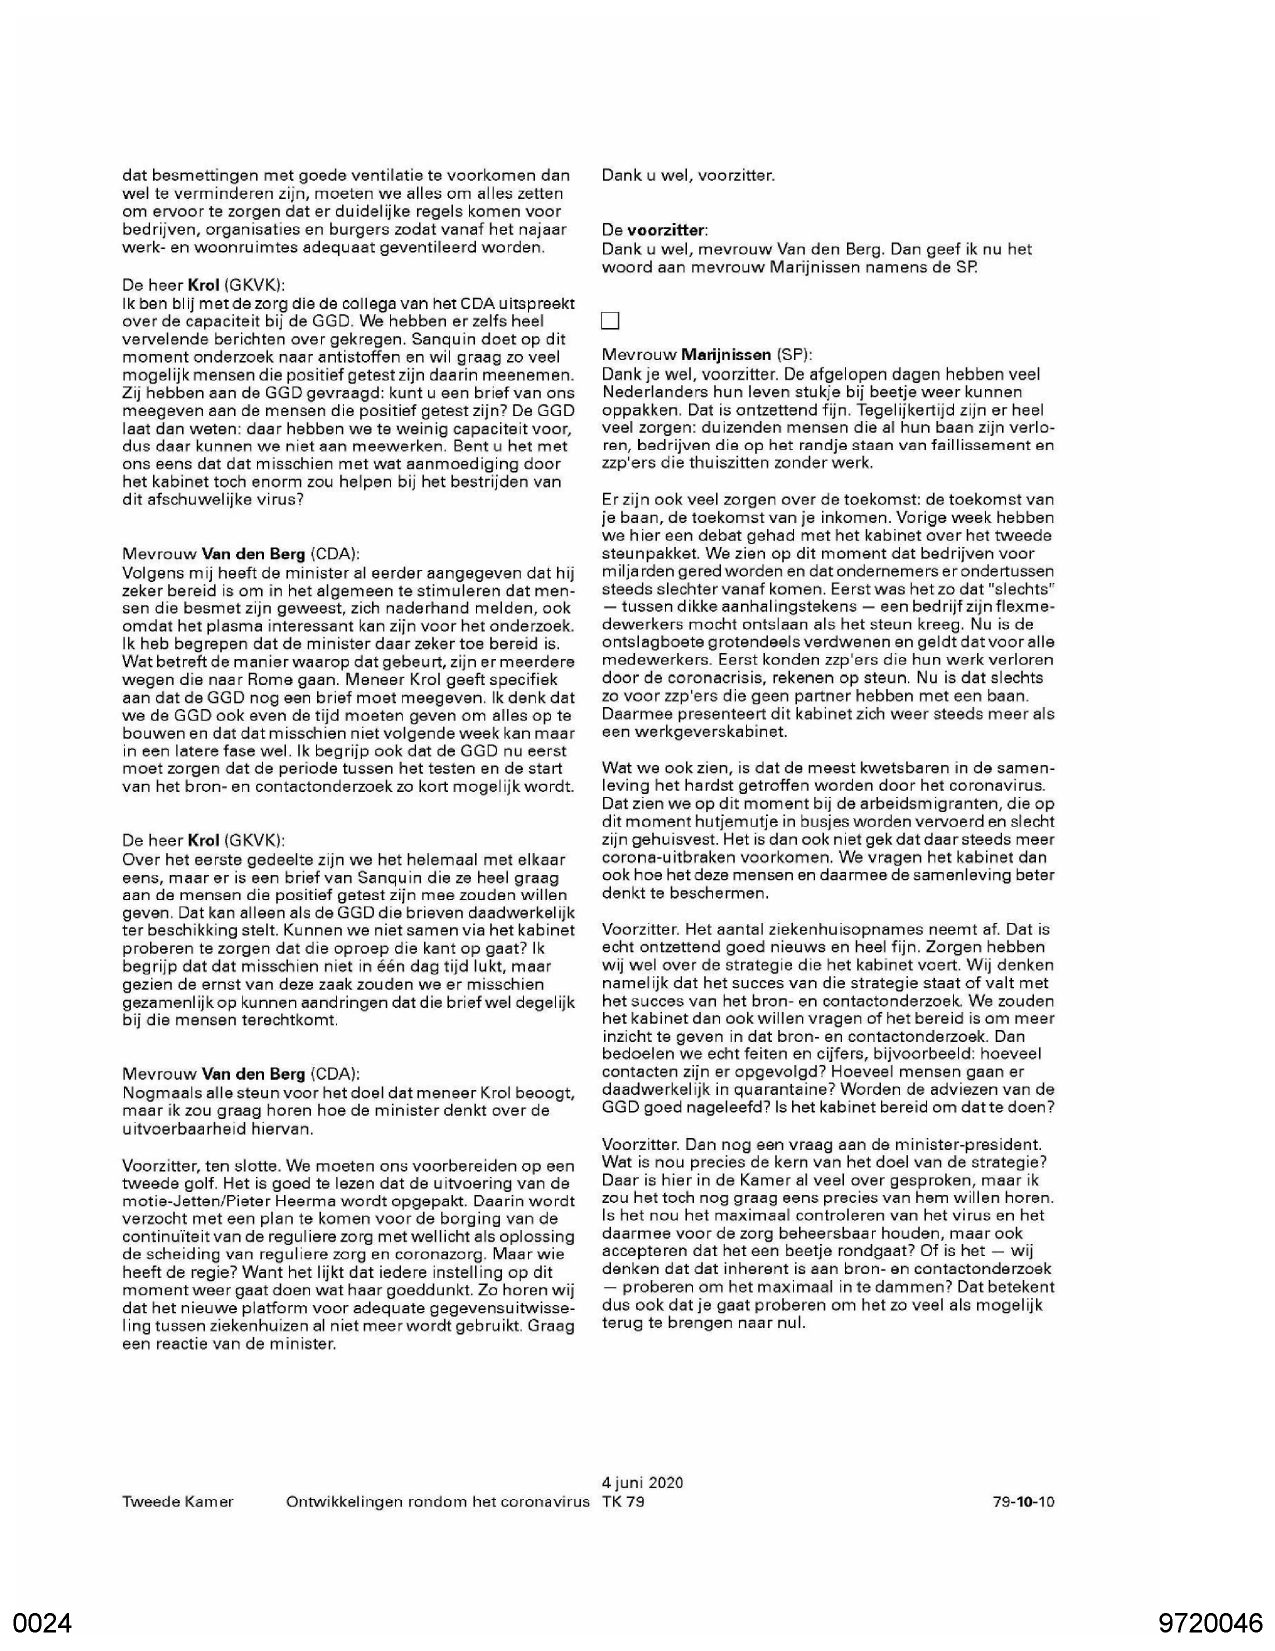 dat besmettingen met goede ventilatie te voorkomen dan
wel te verminderen zijn, moeten we alles om alles zetten
om ervoor te zorgen dat er duidelijke regels komen voor
bedrijven, organisaties en burgers zodat vanaf het najaar
werk- en woonruimtes adequaat geventileerd worden.
De heer Krol (GKVK):
Ik ben blij met de zorg die de collega van het CDA uitspreekt
over de capaciteit bij de GGD. We hebben er zelfs heel
vervelende berichten over gekregen. Sanquin doet op dit
moment onderzoek naar antistoffen en wil graag zo veel
mogelijk mensen die positief getest zijn daarin meenemen.
Zij hebben aan de GGD gevraagd: kunt u een brief van ons
meegeven aan de mensen die positief getest zijn? De GGD
laat dan weten: daar hebben we te weinig capaciteit voor,
dus daar kunnen we niet aan meewerken. Bent u het met
ons eens dat dat misschien met wat aanmoediging door
het kabinet toch enorm zou helpen bij het bestrijden van
dit afschuwelijke virus?
Mevrouw Van den Berg (CDA):
Volgens mij heeft de minister al eerder aangegeven dat hij
zeker bereid is om in het algemeen te stimuleren dat men-
sen die besmet zijn geweest, zich naderhand melden, ook
omdat het plasma interessant kan zijn voor het onderzoek.
Ik heb begrepen dat de minister daar zeker toe bereid is.
Wat betreft de manier waarop dat gebeurt, zijn er meerdere
wegen die naar Rome gaan. Meneer Krol geeft specifiek
aan dat de GGD nog een brief moet meegeven. Ik denk dat
we de GGD ook even de tijd moeten geven om alles op te
bouwen en dat dat misschien niet volgende week kan maar
in een latere fase wel. Ik begrijp ook dat de GGD nu eerst
moet zorgen dat de periode tussen het testen en de start
van het bron- en contactonderzoek zo kort mogelijk wordt.
De heer Krol (GKVK):
Over het eerste gedeelte zijn we het helemaal met elkaar
eens, maar er is een brief van Sanquin die ze heel graag
aan de mensen die positief getest zijn mee zouden willen
geven. Dat kan alleen als de GGD die brieven daadwerkelijk
ter beschikking stelt. Kunnen we niet samen via het kabinet
proberen te zorgen dat die oproep die kant op gaat? Ik
begrijp dat dat misschien niet in één dag tijd lukt, maar
gezien de ernst van deze zaak zouden we er misschien
gezamenlijk op kunnen aandringen dat die brief wel degelijk
bij die mensen terechtkomt.
Mevrouw Van den Berg (CDA):
Nogmaals alle steun voor het doel dat meneer Krol beoogt,
maar ik zou graag horen hoe de minister denkt over de
uitvoerbaarheid hiervan.
Voorzitter, ten slotte. We moeten ons voorbereiden op een
tweede golf. Het is goed te lezen dat de uitvoering van de
motie-Jetten/Pieter Heerma wordt opgepakt. Daarin wordt
verzocht met een plan te komen voor de borging van de
continuïteit van de reguliere zorg met wellicht als oplossing
de scheiding van reguliere zorg en coronazorg. Maar wie
heeft de regie? Want het lijkt dat iedere instelling op dit
moment weer gaat doen wat haar goeddunkt. Zo horen wij
dat het nieuwe platform voor adequate gegevensuitwisse-
ling tussen ziekenhuizen al niet meer wordt gebruikt. Graag
een reactie van de minister.
Dank u wel, voorzitter.
De voorzitter:
Dank u wel, mevrouw Van den Berg. Dan geef ik nu het
woord aan mevrouw Marijnissen namens de SP.
Mevrouw Marijnissen (SP):
Dank je wel, voorzitter. De afgelopen dagen hebben veel
Nederlanders hun leven stukje bij beetje weer kunnen
oppakken. Dat is ontzettend fijn. Tegelijkertijd zijn er heel
veel zorgen: duizenden mensen die al hun baan zijn verlo-
ren, bedrijven die op het randje staan van faillissement en
zzp'ers die thuiszitten zonder werk.
Er zijn ook veel zorgen over de toekomst: de toekomst van
je baan, de toekomst van je inkomen. Vorige week hebben
we hier een debat gehad met het kabinet over het tweede
steunpakket. We zien op dit moment dat bedrijven voor
miljarden gered worden en dat ondernemers er ondertussen
steeds slechter vanaf komen. Eerst was het zo dat "slechts"
— tussen dikke aanhalingstekens — een bedrijf zijn flexme-
dewerkers mocht ontslaan als het steun kreeg. Nu is de
ontslagboete grotendeels verdwenen en geldt dat voor alle
medewerkers. Eerst konden zzp'ers die hun werk verloren
door de coronacrisis, rekenen op steun. Nu is dat slechts
zo voor zzp'ers die geen partner hebben met een baan.
Daarmee presenteert dit kabinet zich weer steeds meer als
een werkgeverskabinet.
Wat we ook zien, is dat de meest kwetsbaren in de samen-
leving het hardst getroffen worden door het coronavirus.
Dat zien we op dit moment bij de arbeidsmigranten, die op
dit moment hutjemutje in busjes worden vervoerd en slecht
zijn gehuisvest. Het is dan ook niet gek dat daar steeds meer
corona-uitbraken voorkomen. We vragen het kabinet dan
ook hoe het deze mensen en daarmee de samenleving beter
denkt te beschermen.
Voorzitter. Het aantal ziekenhuisopnames neemt af. Dat is
echt ontzettend goed nieuws en heel fijn. Zorgen hebben
wij wel over de strategie die het kabinet voert. Wij denken
namelijk dat het succes van die strategie staat of valt met
het succes van het bron- en contactonderzoek. We zouden
het kabinet dan ook willen vragen of het bereid is om meer
inzicht te geven in dat bron- en contactonderzoek. Dan
bedoelen we echt feiten en cijfers, bijvoorbeeld: hoeveel
contacten zijn er opgevolgd? Hoeveel mensen gaan er
daadwerkelijk in quarantaine? Worden de adviezen van de
GGD goed nageleefd? Is het kabinet bereid om dat te doen?
Voorzitter. Dan nog een vraag aan de minister-president.
Wat is nou precies de kern van het doel van de strategie?
Daar is hier in de Kamer al veel over gesproken, maar ik
zou het toch nog graag eens precies van hem willen horen.
Is het nou het maximaal controleren van het virus en het
daarmee voor de zorg beheersbaar houden, maar ook
accepteren dat het een beetje rondgaat? Of is het — wij
denken dat dat inherent is aan bron- en contactonderzoek
— proberen om het maximaal in te dammen? Dat betekent
dus ook dat je gaat proberen om het zo veel als mogelijk
terug te brengen naar nul.
Tweede Kamer
Ontwikkelingen rondom het coronavirus
4 juni 2020
TK 79
79-10-10
0024
9720046